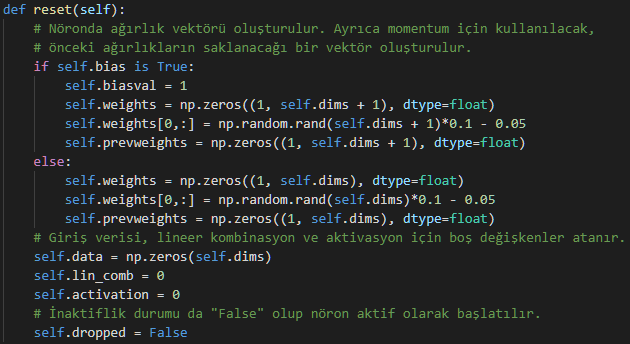 def reset(self):
    # Nöronda ağırlık vektörü oluşturulur. Ayrıca momentum için kullanılacak,
    # önceki ağırlıkların saklanacağı bir vektör oluşturulur.
    if self.bias is True:
        self.biasval = 1
        self.weights = np.zeros((1, self.dims + 1), dtype=float)
        self.weights[0,:] = np.random.rand(self.dims + 1)*0.1 - 0.05
        self.prevweights = np.zeros((1, self.dims + 1), dtype=float)
    else:
        self.weights = np.zeros((1, self.dims), dtype=float)
        self.weights[0,:] = np.random.rand(self.dims)*0.1 - 0.05
        self.prevweights = np.zeros((1, self.dims), dtype=float)
    # Giriş verisi, lineer kombinasyon ve aktivasyon için boş değişkenler atanır.
    self.data = np.zeros(self.dims)
    self.lin_comb = 0
    self.activation = 0
    # İnaktiflik durumu da "False" olup nöron aktif olarak başlatılır.
    self.dropped = False